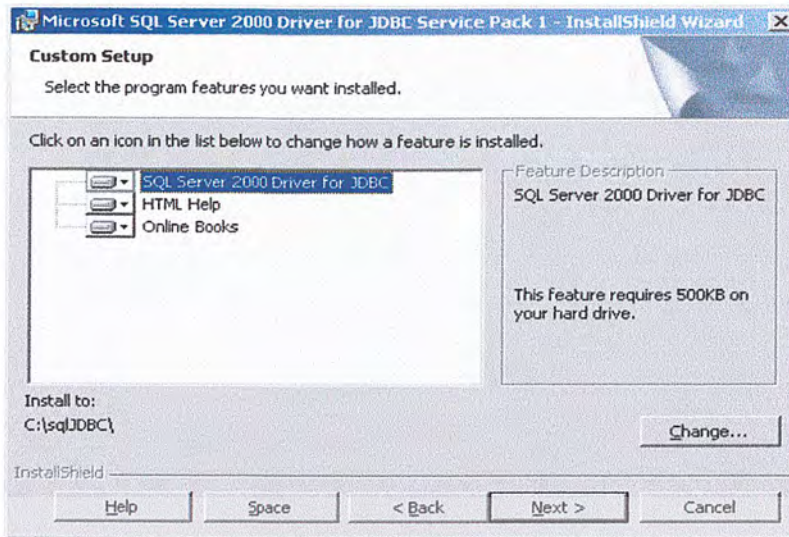 Microsoft SQL Server 2000 Driver for JDBC Service Pack 1 - InstallShield Wizard
Custom Setup
Select the program features you want installed.
Click on an icon in the list below to change how a feature is installed.
SQL Server 2000 Driver for JDBC
HTML Help
Online Books
Feature Description
SQL Server 2000 Driver for JDBC
This feature requires 500KB on
your hard drive.
Install to:
C:\sqlJDBC\
Change...
InstallShield
Help
Space
< Back
Next >
Cancel